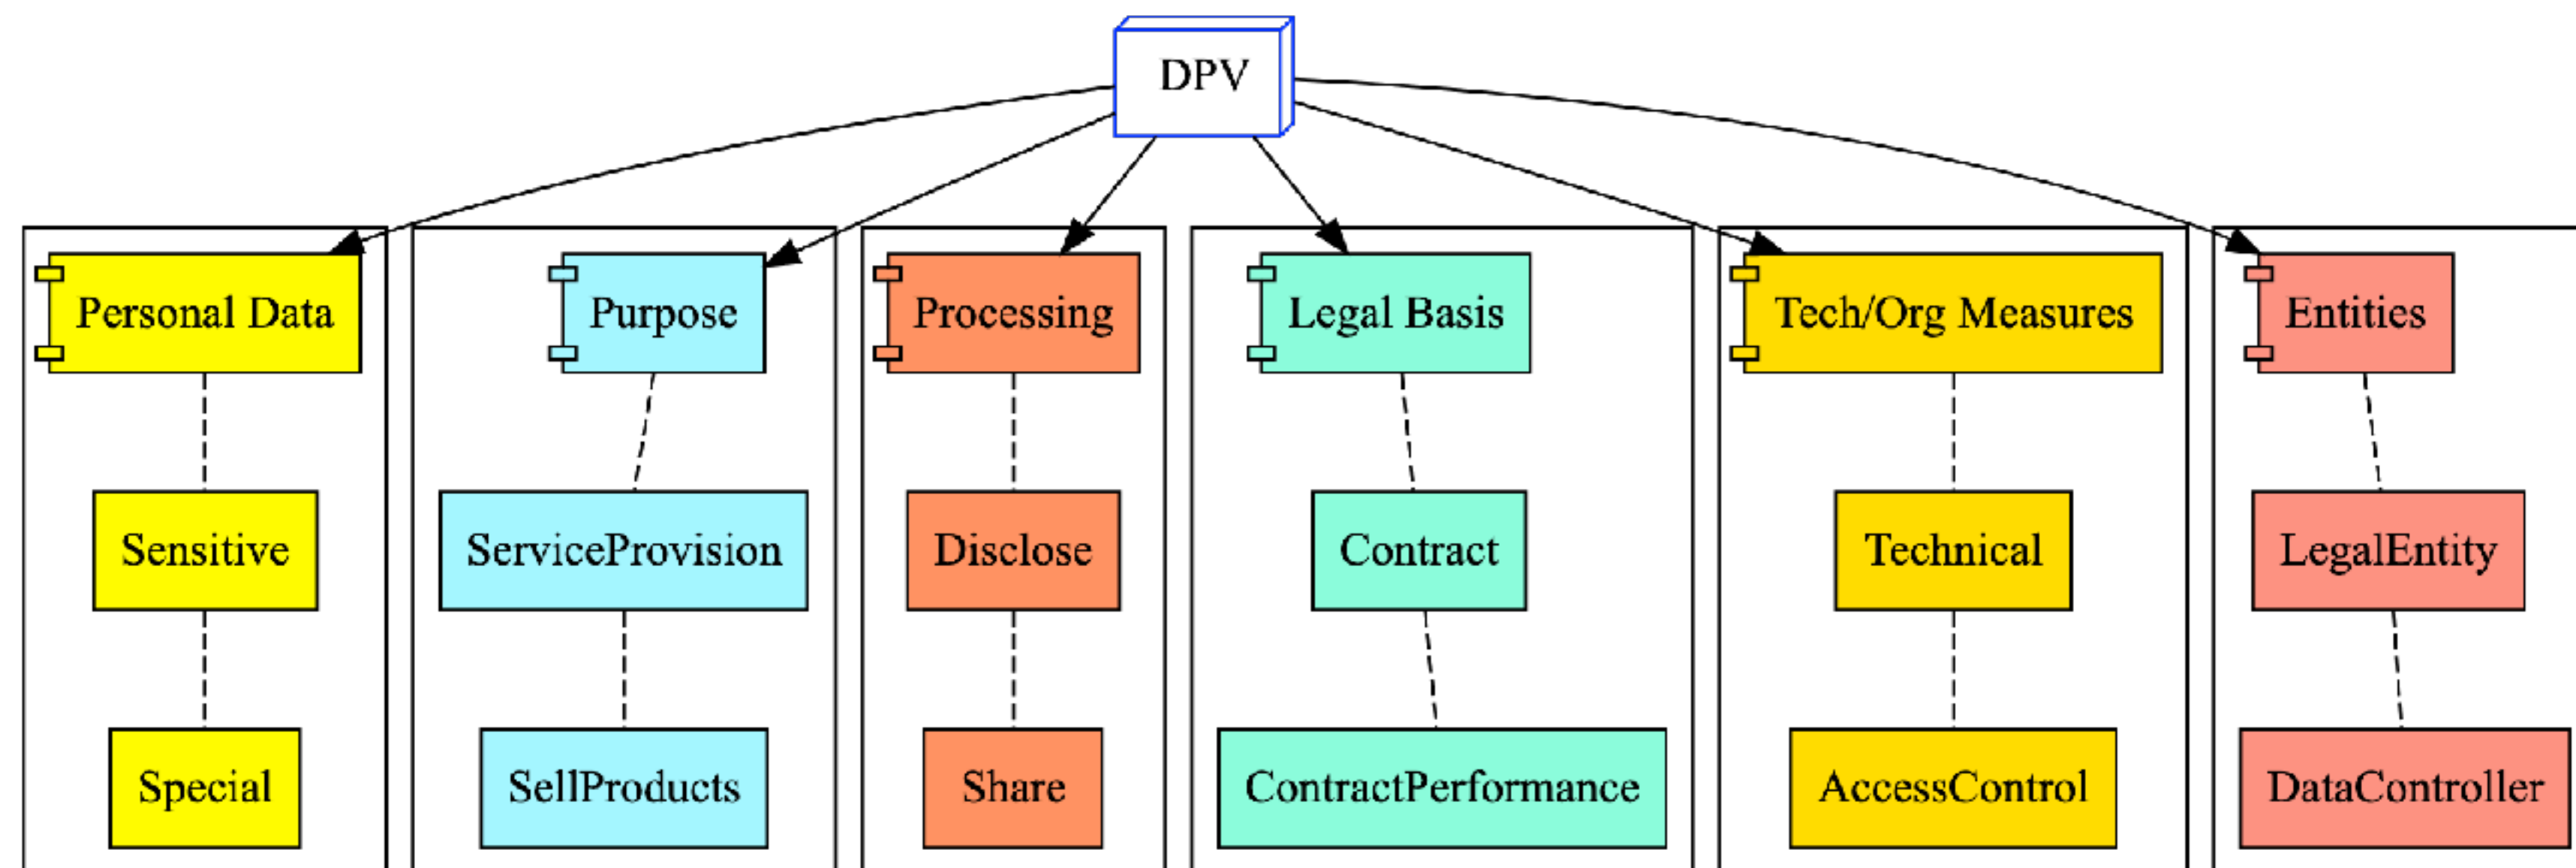 DPV
Personal Data
Purpose
Processing
Legal Basis
Tech/Org Measures
Entities
Sensitive
ServiceProvision
Disclose
Contract
Technical
LegalEntity
Special
SellProducts
Share
ContractPerformance
AccessControl
DataController